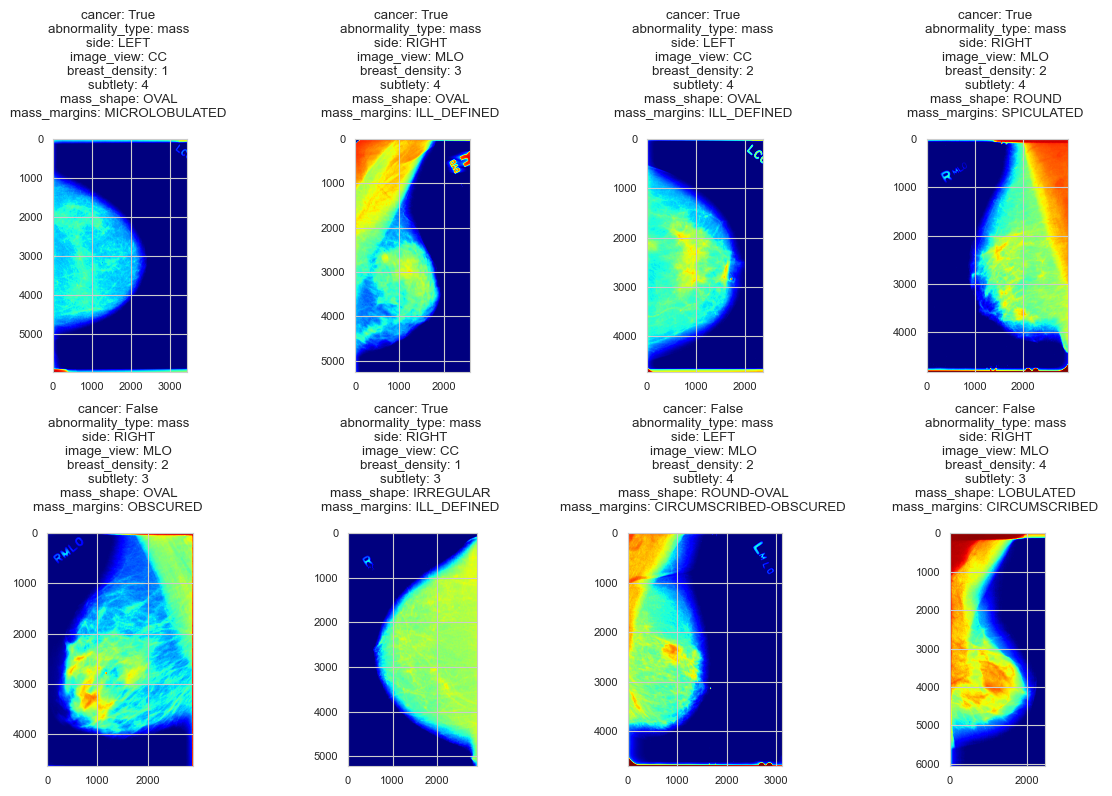 cancer: True
abnormality_type: mass
side: LEFT
image_view: CC
breast_density: 1
subtlety: 4
mass_shape: OVAL
mass_margins: MICROLOBULATED
0
1000
2000
3000
4000
5000
0 1000 2000 3000
cancer: True
abnormality_type: mass
side: RIGHT
image_view: MLO
breast_density: 3
subtlety: 4
mass_shape: OVAL
mass_margins: ILL_DEFINED
0
1000
2000
3000
4000
5000
0 1000 2000
cancer: True
abnormality_type: mass
side: LEFT
image_view: CC
breast_density: 2
subtlety: 4
mass_shape: OVAL
mass_margins: ILL_DEFINED
LC
0
1000
2000
3000
4000
0 1000 2000
cancer: True
abnormality_type: mass
side: RIGHT
image_view: MLO
breast_density: 2
subtlety: 4
mass_shape: ROUND
mass_margins: SPICULATED
R
0
1000
2000
3000
4000
0 1000 2000
cancer: False
abnormality_type: mass
side: RIGHT
image_view: MLO
breast_density: 2
subtlety: 3
mass_shape: OVAL
mass_margins: OBSCURED
RMLO
0
1000
2000
3000
4000
0 1000 2000
cancer: True
abnormality_type: mass
side: RIGHT
image_view: CC
breast_density: 1
subtlety: 3
mass_shape: IRREGULAR
mass_margins: ILL_DEFINED
R
0
1000
2000
3000
4000
5000
0 1000 2000
cancer: False
abnormality_type: mass
side: LEFT
image_view: MLO
breast_density: 2
subtlety: 4
mass_shape: ROUND-OVAL
mass_margins: CIRCUMSCRIBED-OBSCURED
LMLO
0
1000
2000
3000
4000
0 1000 2000 3000
cancer: False
abnormality_type: mass
side: RIGHT
image_view: MLO
breast_density: 4
subtlety: 3
mass_shape: LOBULATED
mass_margins: CIRCUMSCRIBED
0
1000
2000
3000
4000
5000
6000
0 1000 2000